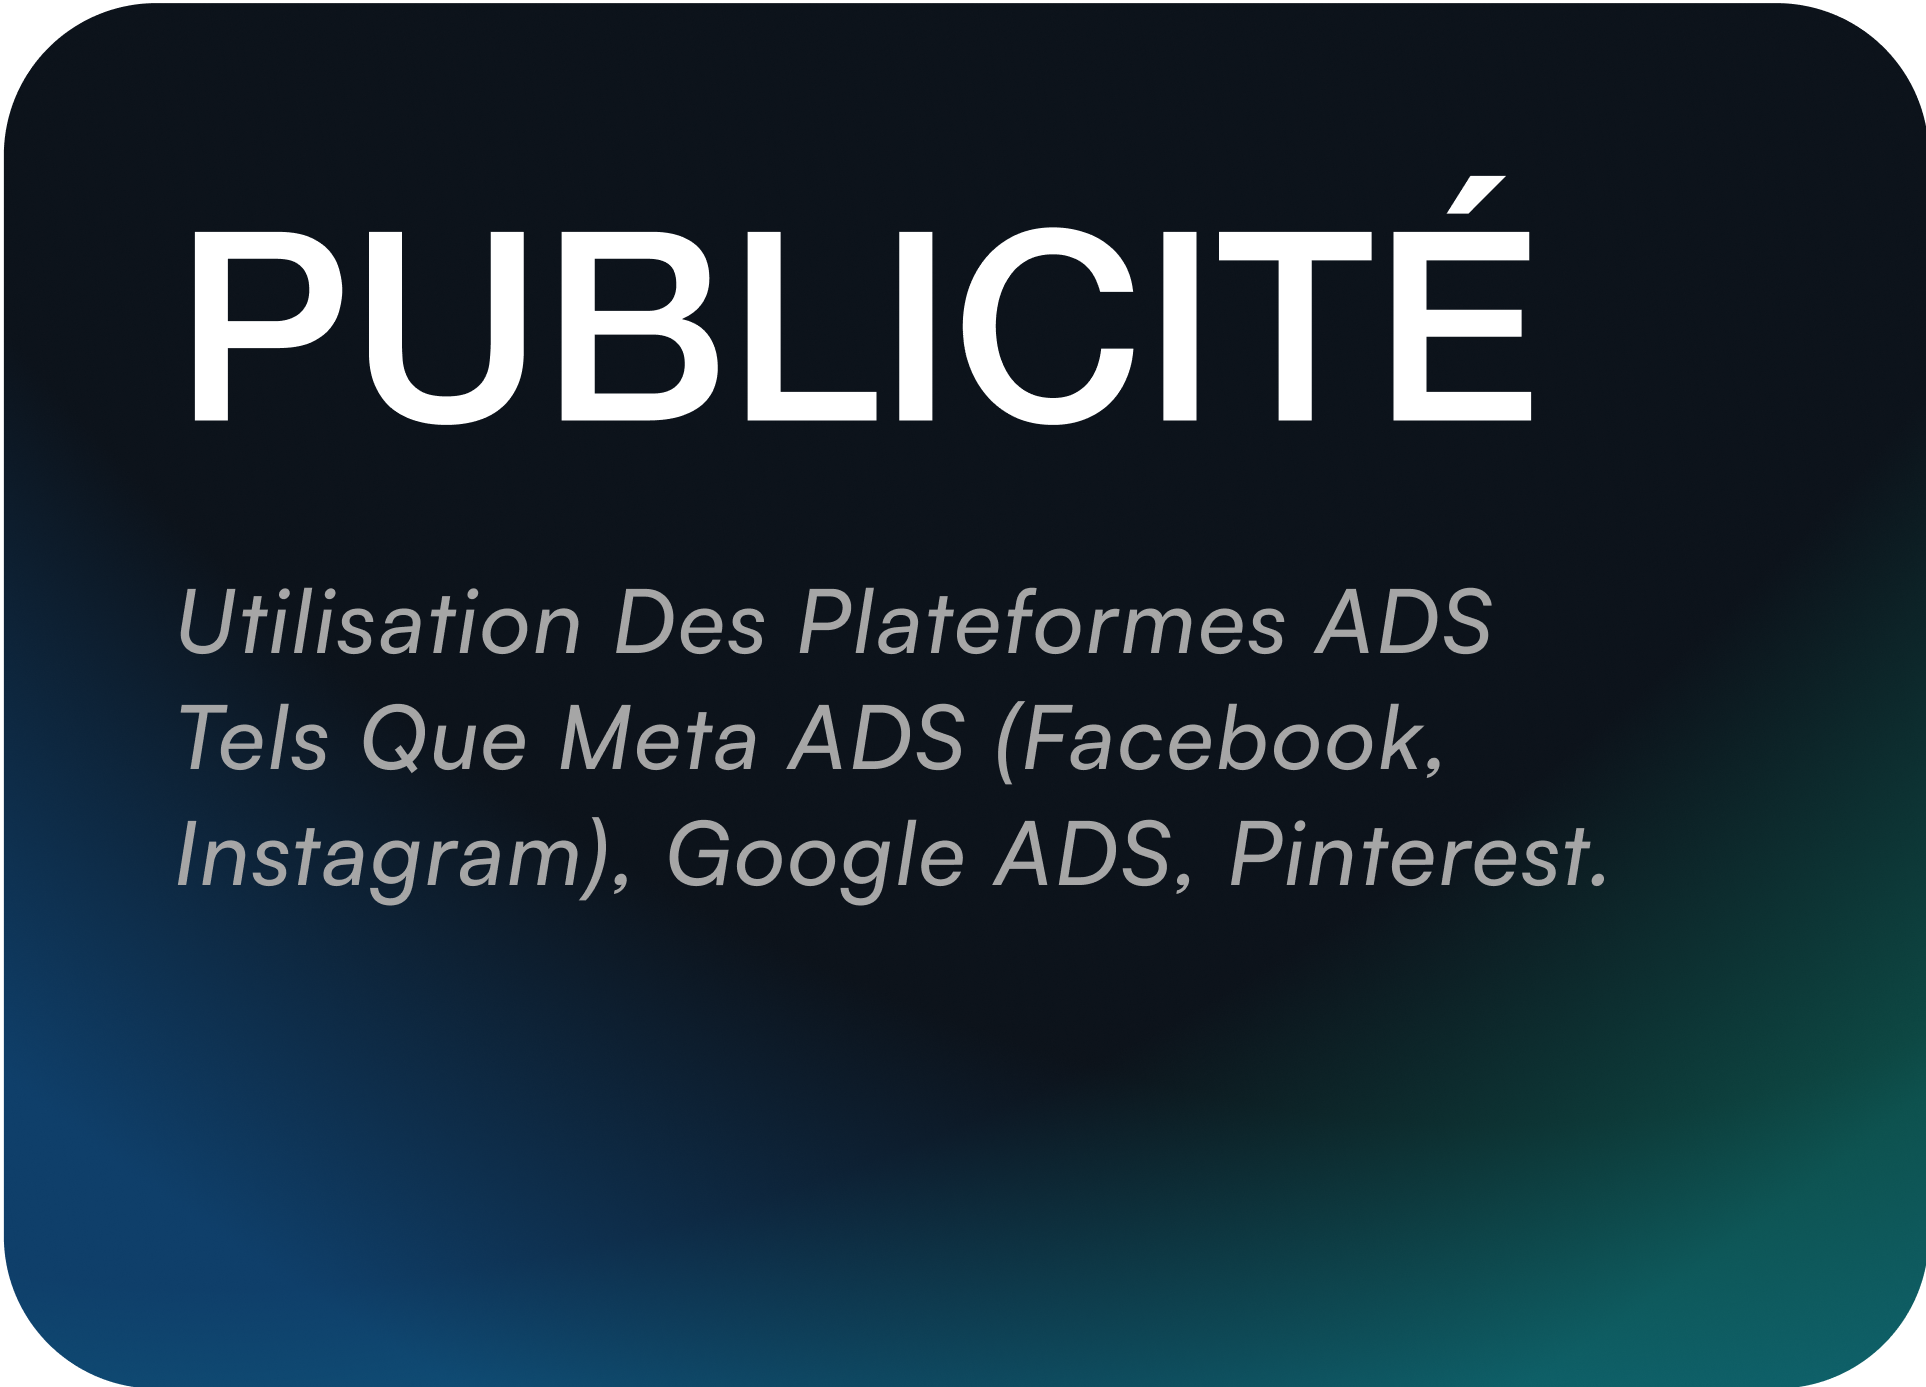 PUBLICITÉ
Utilisation Des Plateformes ADS
Tels Que Meta ADS (Facebook,
Instagram), Google ADS, Pinterest.